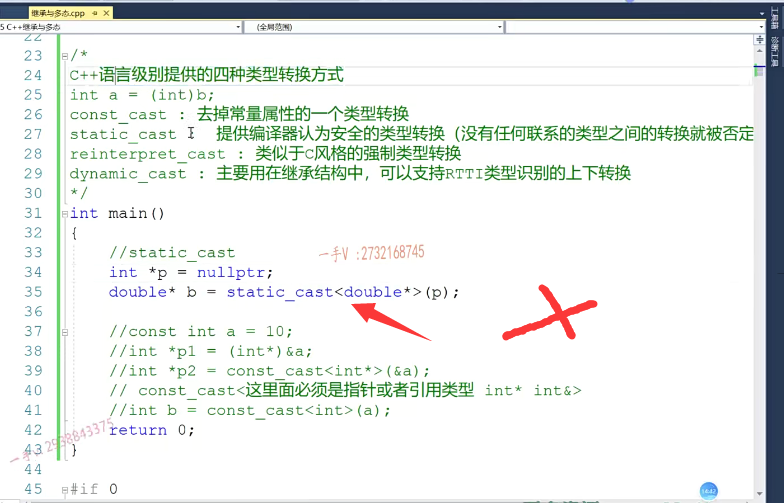 继承与多态.cpp
5 C++继承与多态
(全局范围)
22
23 /*
24 C++语言级别提供的四种类型转换方式
25 int a = (int)b;
26 const_cast : 去掉常量属性的一个类型转换
27 static_cast 提供编译器认为安全的类型转换（没有任何联系的类型之间的转换就被否定
28 reinterpret_cast : 类似于C风格的强制类型转换
29 dynamic_cast : 主要用在继承结构中，可以支持RTTI类型识别的上下转换
30 */
31 int main()
32 {
33 //static_cast
一手V :2732168745
34 int *p = nullptr;
35 double* b = static_cast<double*>(p);
36
37 //const int a = 10;
38 //int *p1 = (int*)&a;
39 //int *p2 = const_cast<int*>(&a);
40 // const_cast<这里面必须是指针或者引用类型 int* int&>
41 //int b = const_cast<int>(a);
42 return 0;
43 }
44
45 #if 0